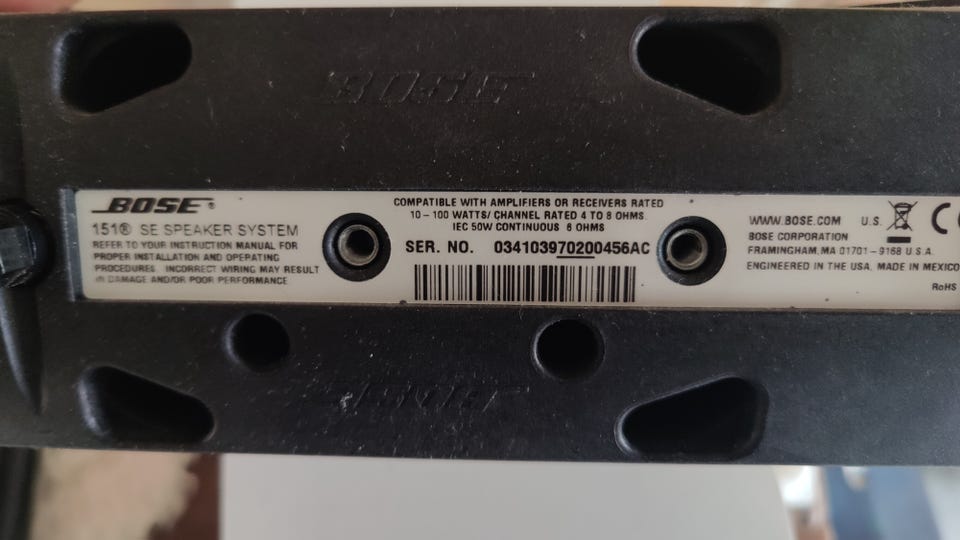 BOSE
BOSE®
151® SE SPEAKER SYSTEM
REFER TO YOUR INSTRUCTION MANUAL FOR
PROPER INSTALLATION AND OPERATING
PROCEDURES. INCORRECT WIRING MAY RESULT
IN DAMAGE AND/OR POOR PERFORMANCE
COMPATIBLE WITH AMPLIFIERS OR RECEIVERS RATED
10 – 100 WATTS/ CHANNEL RATED 4 TO 8 OHMS.
IEC 50W CONTINUOUS 6 OHMS
SER. NO. 034103970200456AC
WWW.BOSE.COM U.S.
BOSE CORPORATION
FRAMINGHAM, MA 01701–9168 U.S.A.
ENGINEERED IN THE USA, MADE IN MEXICO
RoHS
BOSE